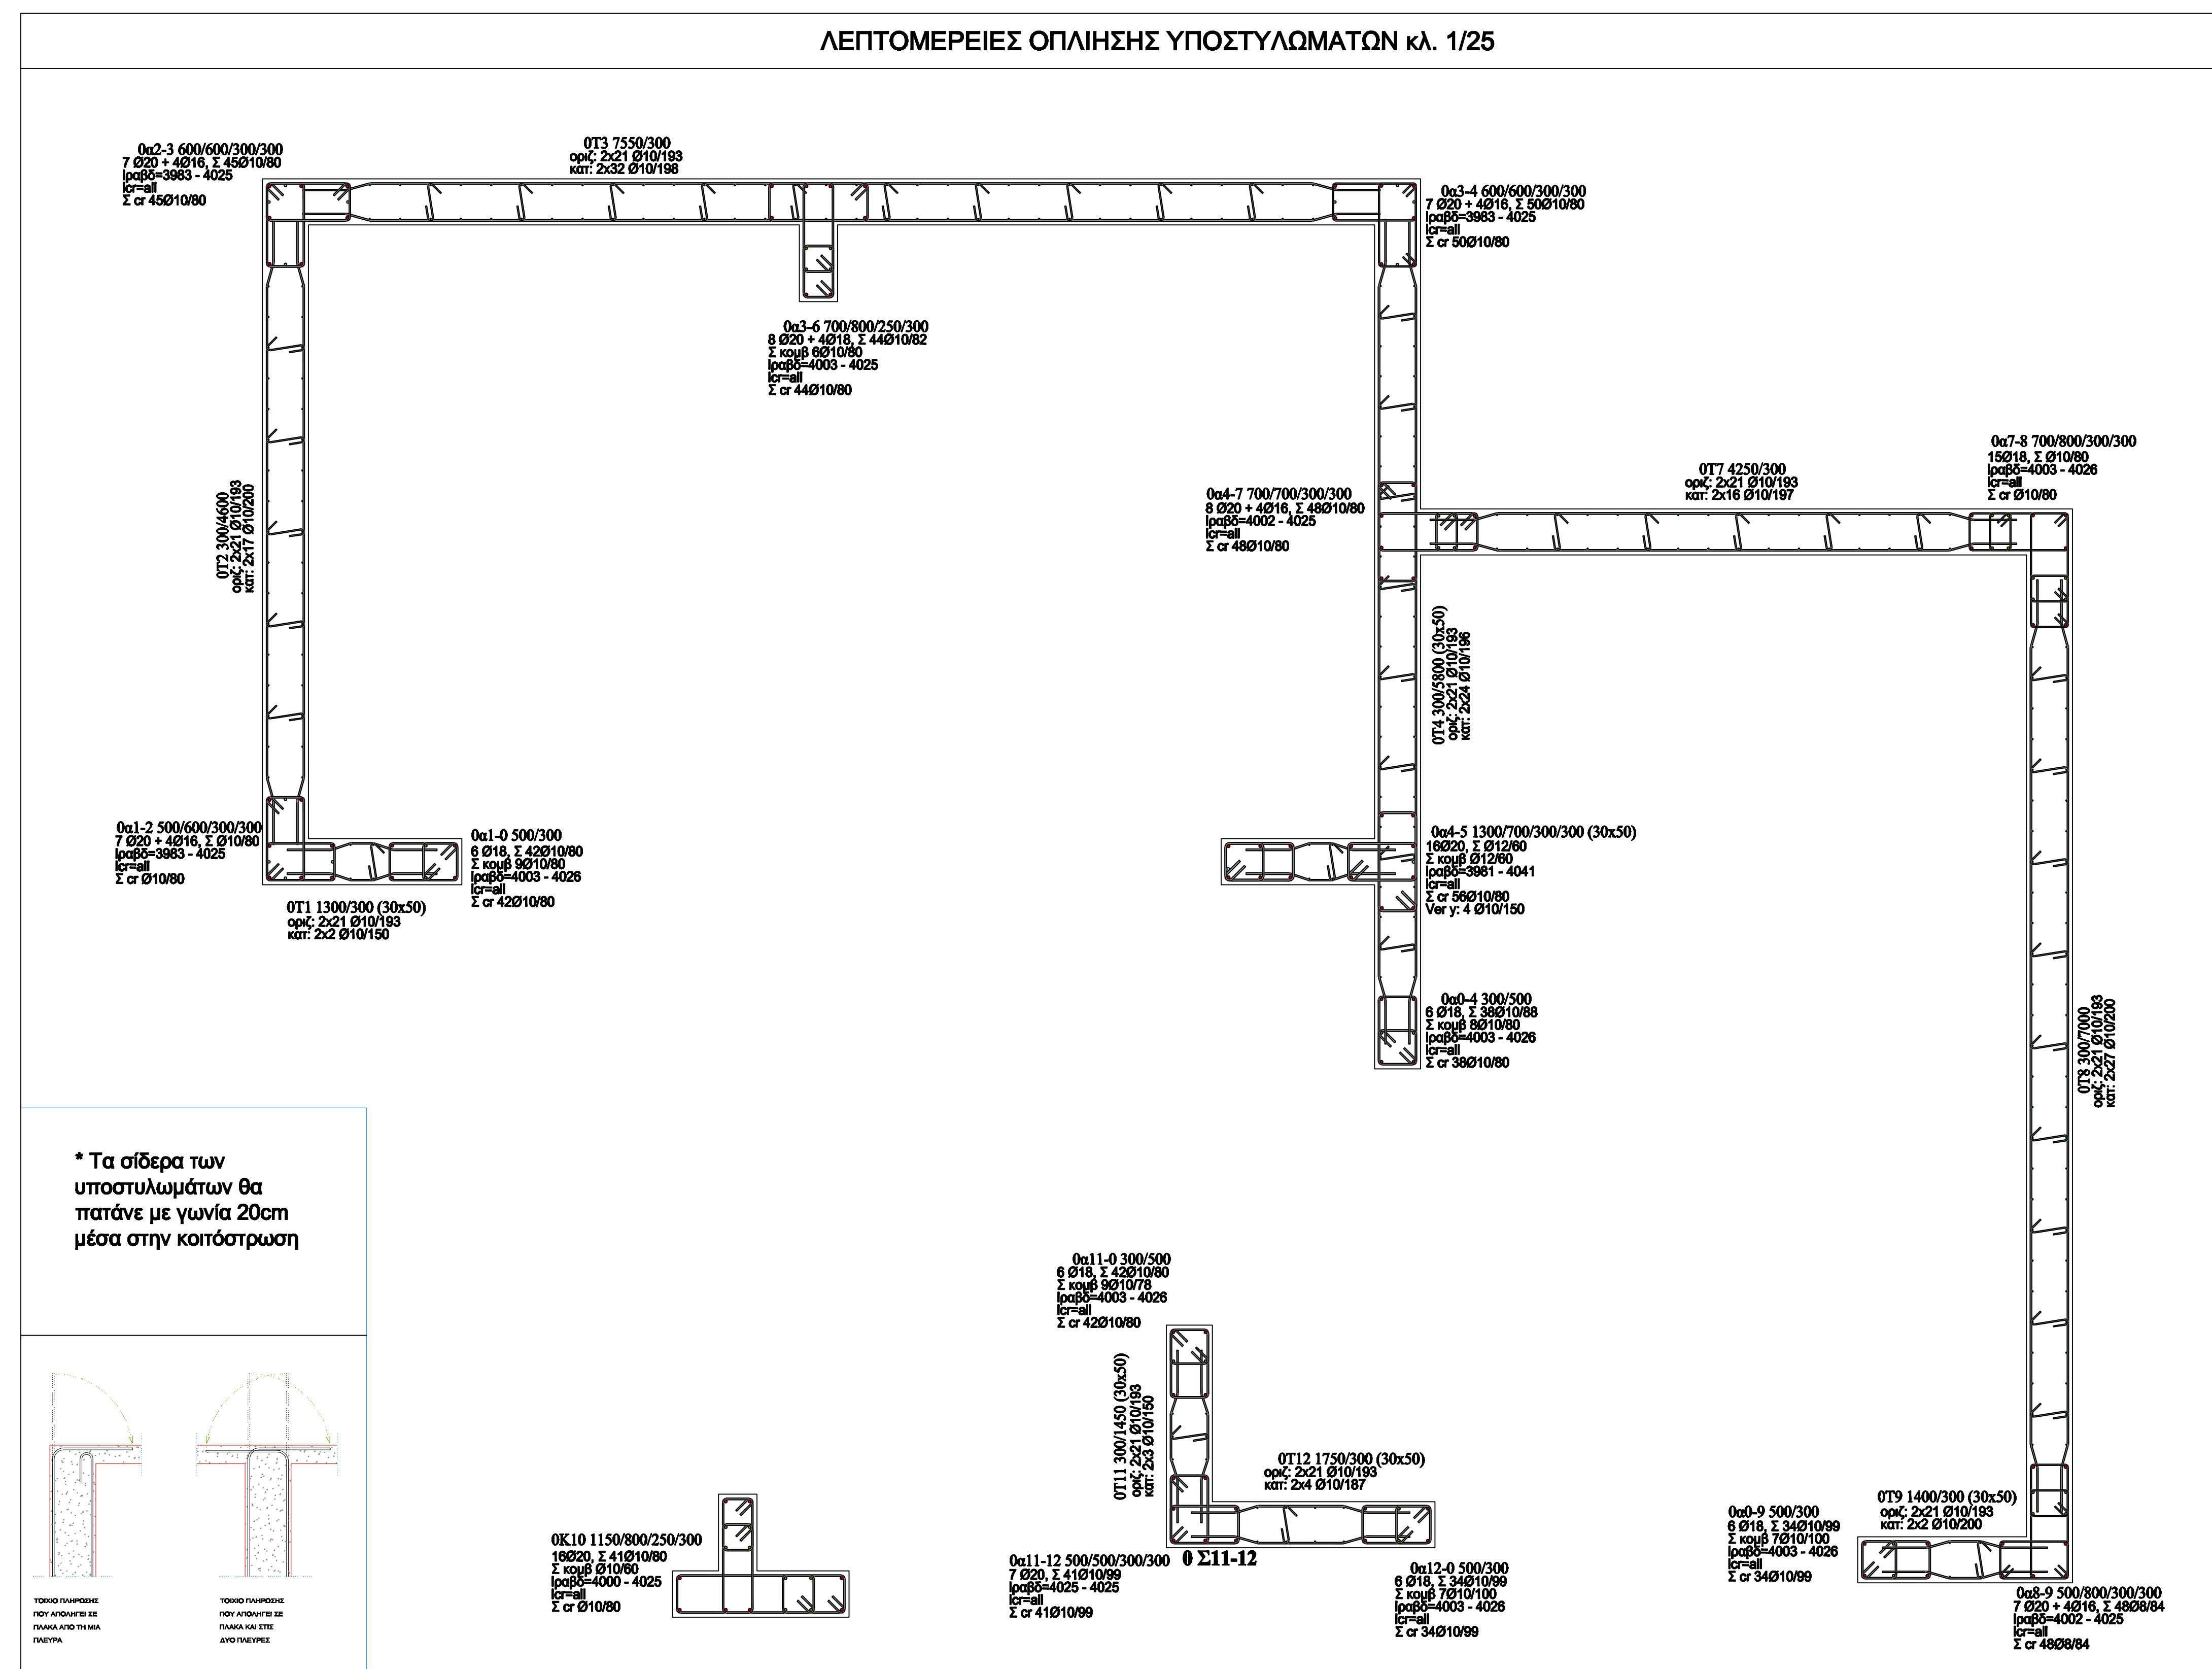 ΛΕΠΤΟΜΕΡΕΙΕΣ ΟΠΛΙΗΣΗΣ ΥΠΟΣΤΥΛΩΜΑΤΩΝ κλ. 1/25
0α2-3 600/600/300/300
7 Ø20 + 4Ø16, Σ 45Ø10/80
lραβδ=3983 - 4025
lcr=all
Σ cr 45Ø10/80
0T3 7550/300
οριζ: 2x21 Ø10/193
κατ: 2x32 Ø10/198
0α3-4 600/600/300/300
7 Ø20 + 4Ø16, Σ 50Ø10/80
lραβδ=3983 - 4025
lcr=all
Σ cr 50Ø10/80
0α3-6 700/800/250/300
8 Ø20 + 4Ø18, Σ 44Ø10/82
Σ κομβ 6Ø10/80
lραβδ=4003 - 4025
lcr=all
Σ cr 44Ø10/80
0α7-8 700/800/300/300
15Ø18, Σ Ø10/80
lραβδ=4003 - 4026
lcr=all
Σ cr Ø10/80
0T7 4250/300
οριζ: 2x21 Ø10/193
κατ: 2x16 Ø10/197
0α4-7 700/700/300/300
8 Ø20 + 4Ø16, Σ 48Ø10/80
lραβδ=4002 - 4025
lcr=all
Σ cr 48Ø10/80
0T2 300/4600
οριζ: 2x21 Ø10/193
κατ: 2x17 Ø10/200
0T4 300/5800 (30x50)
οριζ: 2x21 Ø10/193
κατ: 2x24 Ø10/196
0α1-2 500/600/300/300
7 Ø20 + 4Ø16, Σ Ø10/80
lραβδ=3983 - 4025
lcr=all
Σ cr Ø10/80
0α1-0 500/300
6 Ø18, Σ 42Ø10/80
Σ κομβ 9Ø10/80
lραβδ=4003 - 4026
lcr=all
Σ cr 42Ø10/80
0T1 1300/300 (30x50)
οριζ: 2x21 Ø10/193
κατ: 2x2 Ø10/150
0α4-5 1300/700/300/300 (30x50)
16Ø20, Σ Ø12/60
Σ κομβ Ø12/60
lραβδ=3981 - 4041
lcr=all
Σ cr 56Ø10/80
Ver y: 4 Ø10/150
0α0-4 300/500
6 Ø18, Σ 38Ø10/88
Σ κομβ 8Ø10/80
lραβδ=4003 - 4026
lcr=all
Σ cr 38Ø10/80
0T8 300/7000
οριζ: 2x21 Ø10/193
κατ: 2x27 Ø10/200
* Τα σίδερα των
υποστυλωμάτων θα
πατάνε με γωνία 20cm
μέσα στην κοιτόστρωση
0α11-0 300/500
6 Ø18, Σ 42Ø10/80
Σ κομβ 9Ø10/78
lραβδ=4003 - 4026
lcr=all
Σ cr 42Ø10/80
0T11 300/1450 (30x50)
οριζ: 2x21 Ø10/193
κατ: 2x3 Ø10/150
0T12 1750/300 (30x50)
οριζ: 2x21 Ø10/193
κατ: 2x4 Ø10/187
0K10 1150/800/250/300
16Ø20, Σ 41Ø10/80
Σ κομβ Ø10/60
lραβδ=4000 - 4025
lcr=all
Σ cr Ø10/80
0α11-12 500/500/300/300
7 Ø20, Σ 41Ø10/99
lραβδ=4025 - 4025
lcr=all
Σ cr 41Ø10/99
0 Σ11-12
0α12-0 500/300
6 Ø18, Σ 34Ø10/99
Σ κομβ 7Ø10/100
lραβδ=4003 - 4026
lcr=all
Σ cr 34Ø10/99
0α0-9 500/300
6 Ø18, Σ 34Ø10/99
Σ κομβ 7Ø10/100
lραβδ=4003 - 4026
lcr=all
Σ cr 34Ø10/99
0T9 1400/300 (30x50)
οριζ: 2x21 Ø10/193
κατ: 2x2 Ø10/200
0α8-9 500/800/300/300
7 Ø20 + 4Ø16, Σ 48Ø8/84
lραβδ=4002 - 4025
lcr=all
Σ cr 48Ø8/84
ΤΟΙΧΙΟ ΠΛΗΡΩΣΗΣ
ΠΟΥ ΑΠΟΛΗΓΕΙ ΣΕ
ΠΛΑΚΑ ΑΠΟ ΤΗ ΜΙΑ
ΠΛΕΥΡΑ
ΤΟΙΧΙΟ ΠΛΗΡΩΣΗΣ
ΠΟΥ ΑΠΟΛΗΓΕΙ ΣΕ
ΠΛΑΚΑ ΚΑΙ ΣΤΙΣ
ΔΥΟ ΠΛΕΥΡΕΣ